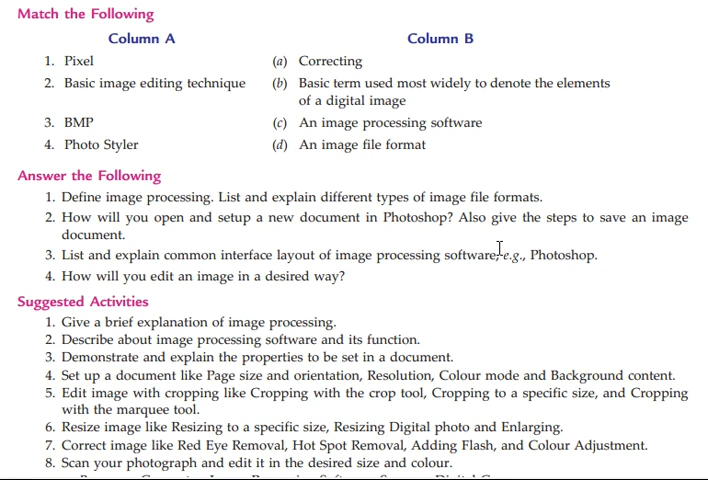 Match the Following
Column A Column B
1. Pixel (a) Correcting
2. Basic image editing technique (b) Basic term used most widely to denote the elements
of a digital image
3. BMP (c) An image processing software
4. Photo Styler (d) An image file format
Answer the Following
1. Define image processing. List and explain different types of image file formats.
2. How will you open and setup a new document in Photoshop? Also give the steps to save an image
document.
3. List and explain common interface layout of image processing software, e.g., Photoshop.
4. How will you edit an image in a desired way?
Suggested Activities
1. Give a brief explanation of image processing.
2. Describe about image processing software and its function.
3. Demonstrate and explain the properties to be set in a document.
4. Set up a document like Page size and orientation, Resolution, Colour mode and Background content.
5. Edit image with cropping like Cropping with the crop tool, Cropping to a specific size, and Cropping
with the marquee tool.
6. Resize image like Resizing to a specific size, Resizing Digital photo and Enlarging.
7. Correct image like Red Eye Removal, Hot Spot Removal, Adding Flash, and Colour Adjustment.
8. Scan your photograph and edit it in the desired size and colour.